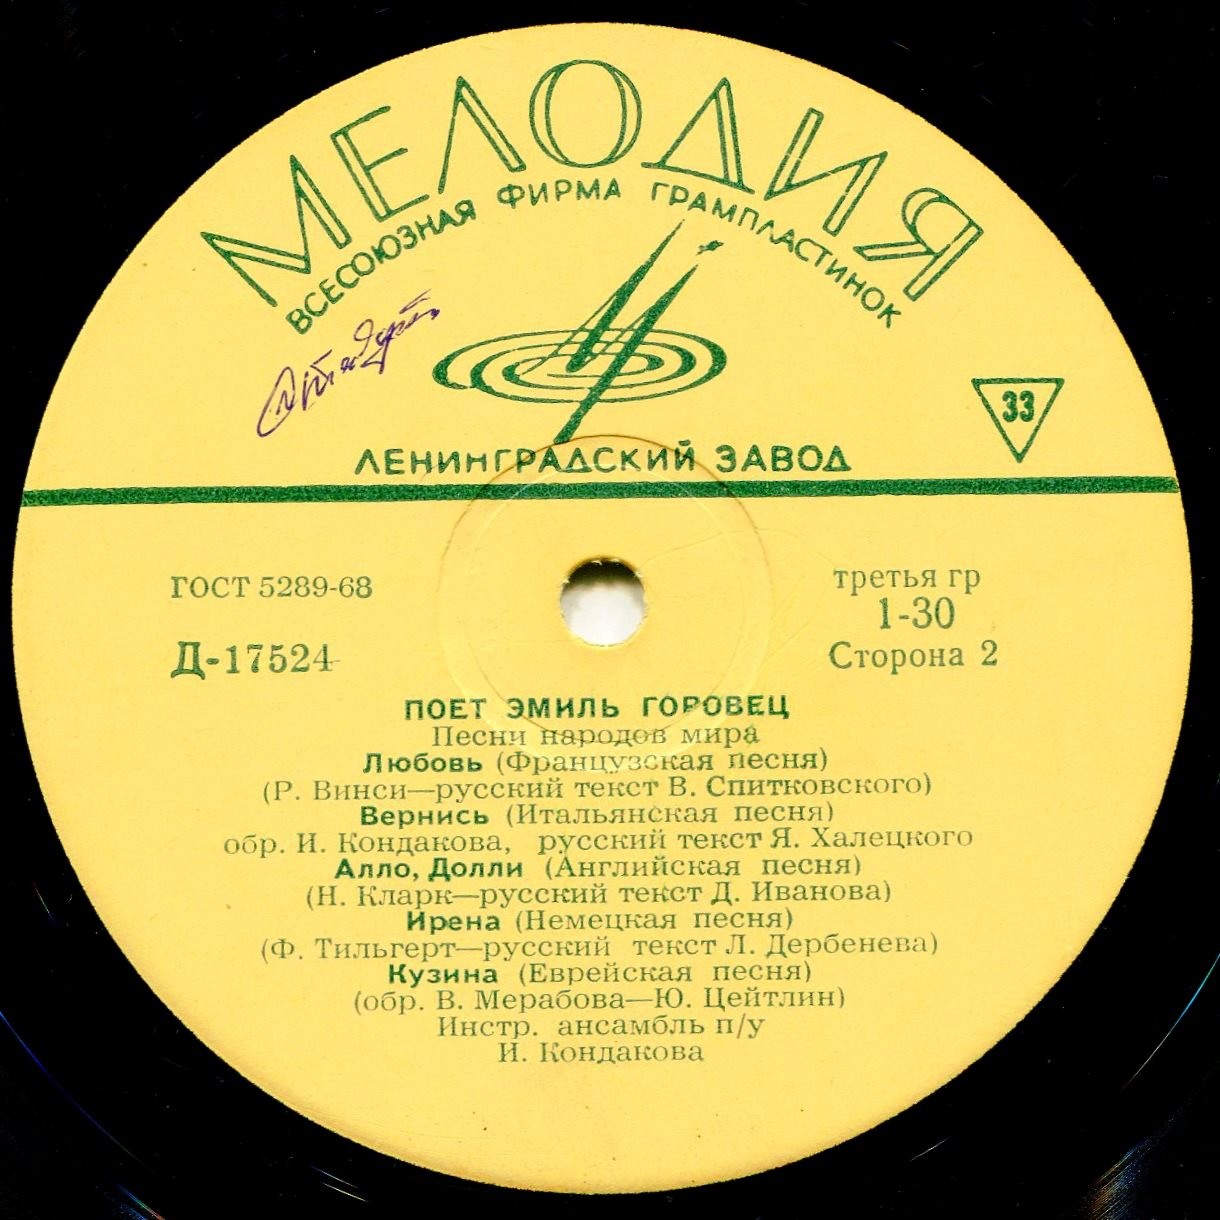 МЕЛОДИЯ
ВСЕСОЮЗНАЯ ФИРМА ГРАМПЛАСТИНОК
33
ЛЕНИНГРАДСКИЙ ЗАВОД
ГОСТ 5289-68
третья гр
1-30
Д-17524
Сторона 2
ПОЕТ ЭМИЛЬ ГОРОВЕЦ
Песни народов мира
Любовь (Французская песня)
(Р. Винси—русский текст В. Спитковского)
Вернись (Итальянская песня)
обр. И. Кондакова, русский текст Я. Халецкого
Алло, Долли (Английская песня)
(Н. Кларк—русский текст Д. Иванова)
Ирена (Немецкая песня)
(Ф. Тильгерт—русский текст Л. Дербенева)
Кузина (Еврейская песня)
(обр. В. Мерабова—Ю. Цейтлин)
Инстр. ансамбль п/у
И. Кондакова